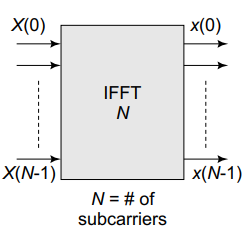 X(0)
x(0)
IFFT
N
X(N-1)
x(N-1)
N = # of
subcarriers